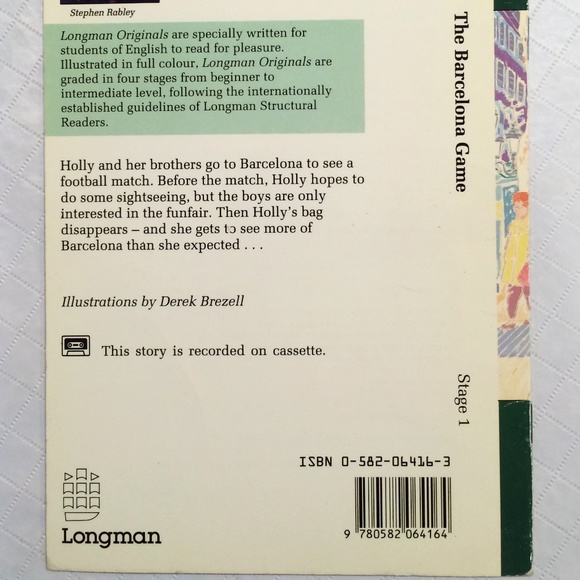 Stephen Rabley
Longman Originals are specially written for
students of English to read for pleasure.
Illustrated in full colour, Longman Originals are
graded in four stages from beginner to
intermediate level, following the internationally
established guidelines of Longman Structural
Readers.
Holly and her brothers go to Barcelona to see a
football match. Before the match, Holly hopes to
do some sightseeing, but the boys are only
interested in the funfair. Then Holly's bag
disappears – and she gets to see more of
Barcelona than she expected . . .
Illustrations by Derek Brezell
This story is recorded on cassette.
The Barcelona Game
Stage 1
ISBN 0-582-06416-3
9 780582 064164
Longman